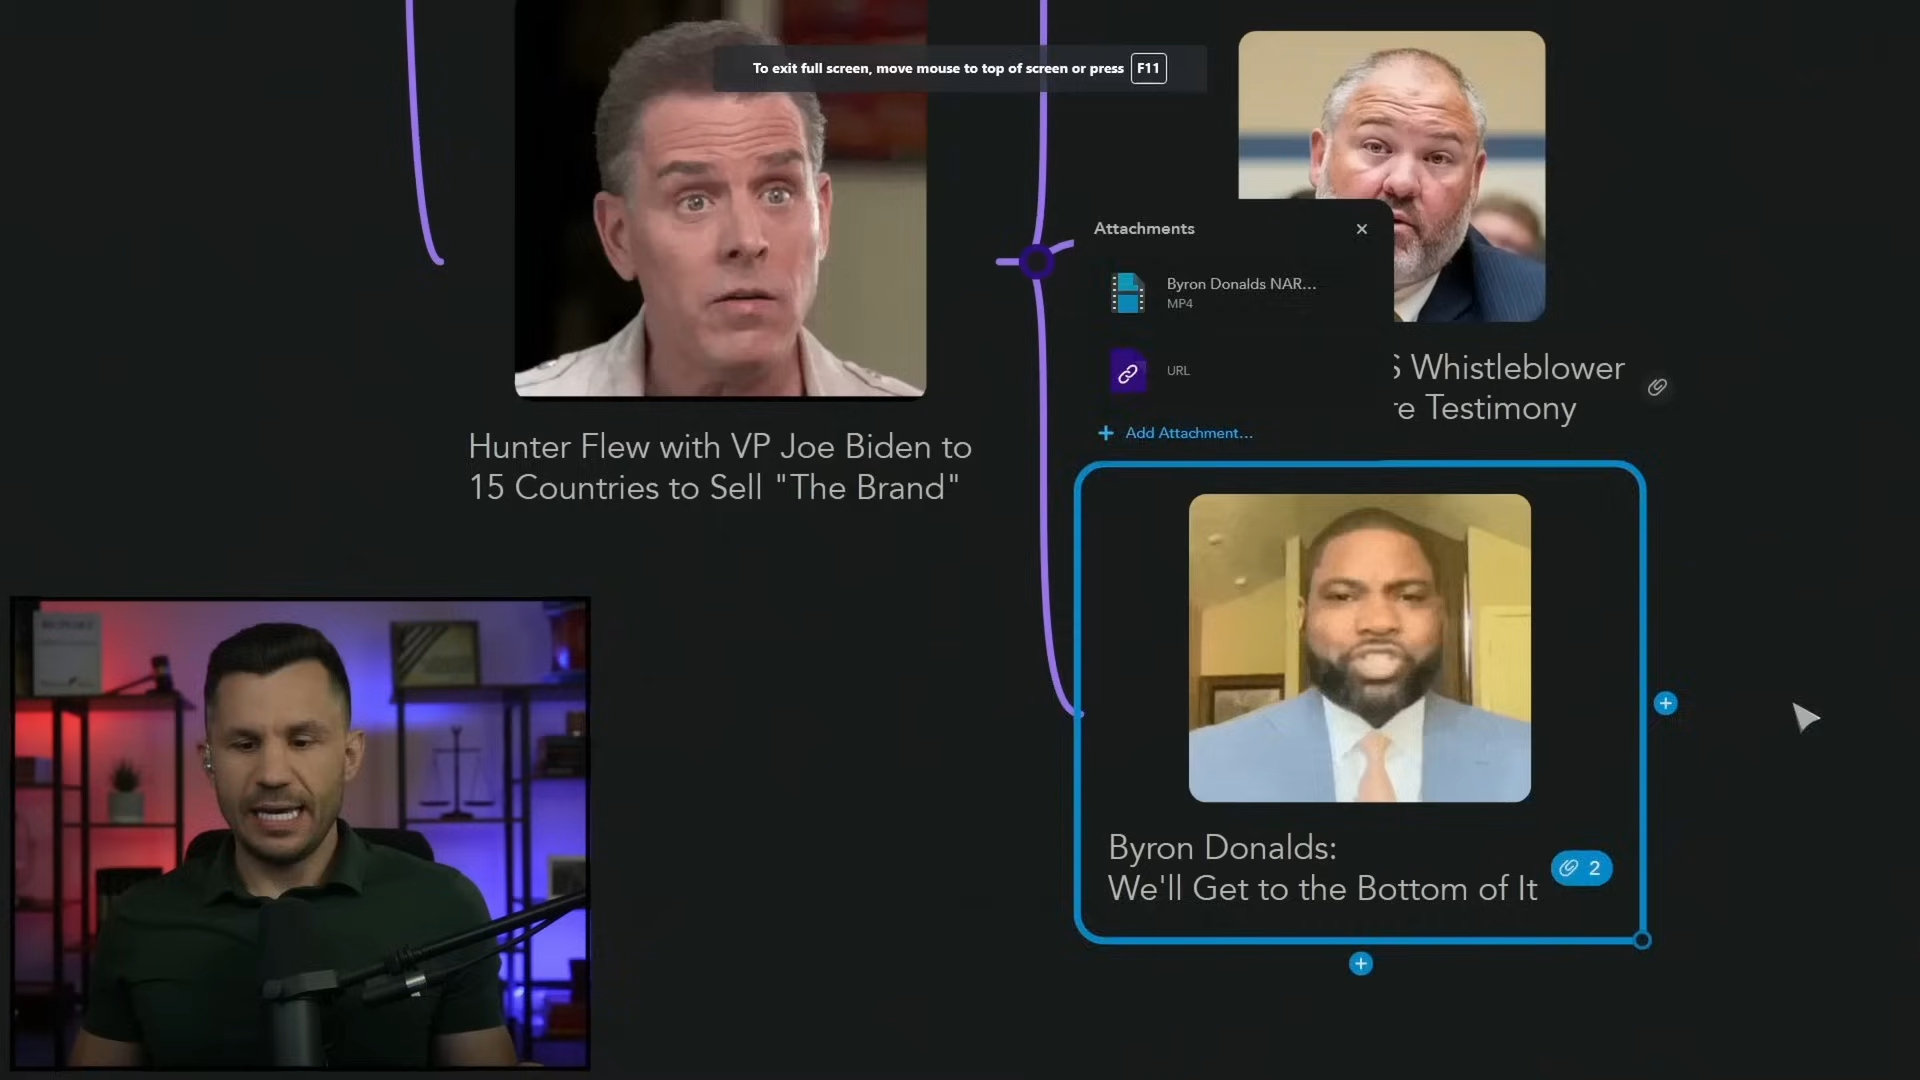 To exit full screen, move mouse to top of screen or press F11
Attachments
Byron Donalds NAR...
MP4
URL
Add Attachment...
S Whistleblower
re Testimony
Hunter Flew with VP Joe Biden to
15 Countries to Sell "The Brand"
Byron Donalds:
We'll Get to the Bottom of It
2